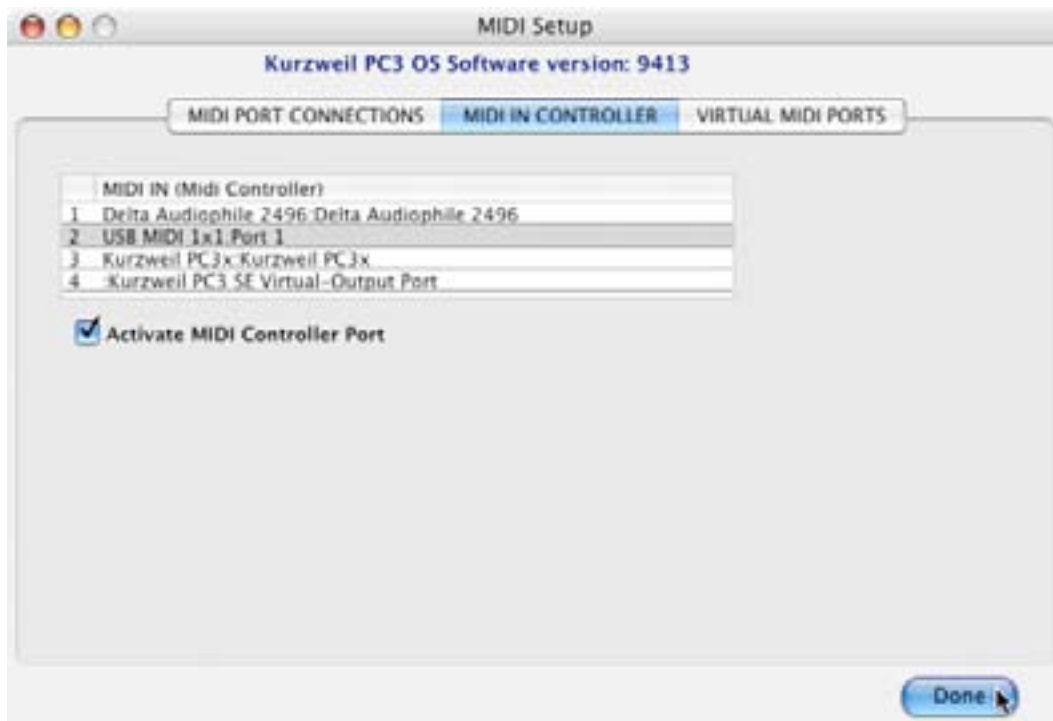 MIDI Setup
Kurzweil PC3 OS Software version: 9413
MIDI PORT CONNECTIONS MIDI IN CONTROLLER VIRTUAL MIDI PORTS
MIDI IN (Midi Controller)
1 Delta Audiophile 2496:Delta Audiophile 2496
2 USB MIDI 1x1:Port 1
3 Kurzweil PC3x:Kurzweil PC3x
4 :Kurzweil PC3 SE Virtual-Output Port
Activate MIDI Controller Port
Done